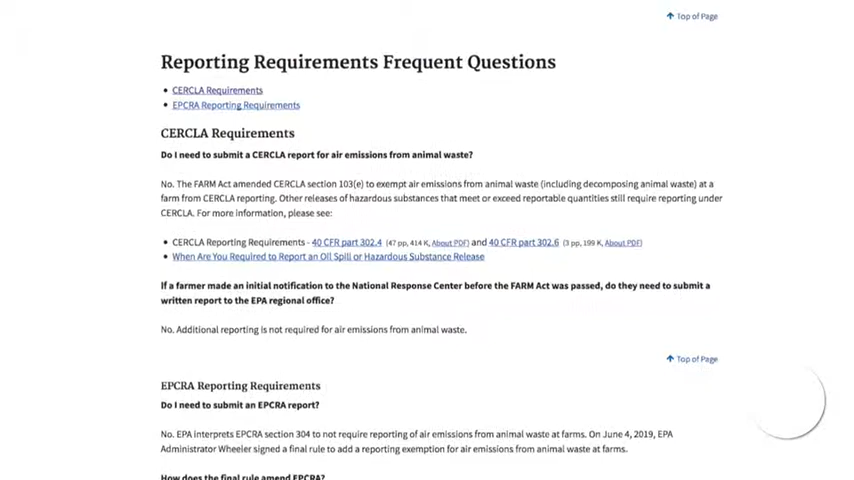 Top of Page
Reporting Requirements Frequent Questions
CERCLA Requirements
EPCRA Reporting Requirements
CERCLA Requirements
Do I need to submit a CERCLA report for air emissions from animal waste?
No. The FARM Act amended CERCLA section 103(e) to exempt air emissions from animal waste (including decomposing animal waste) at a
farm from CERCLA reporting. Other releases of hazardous substances that meet or exceed reportable quantities still require reporting under
CERCLA. For more information, please see:
CERCLA Reporting Requirements - 40 CFR part 302.4 (47 pp, 414 K, About PDF) and 40 CFR part 302.6 (3 pp, 199 K, About PDF)
When Are You Required to Report an Oil Spill or Hazardous Substance Release
If a farmer made an initial notification to the National Response Center before the FARM Act was passed, do they need to submit a
written report to the EPA regional office?
No. Additional reporting is not required for air emissions from animal waste.
Top of Page
EPCRA Reporting Requirements
Do I need to submit an EPCRA report?
No. EPA interprets EPCRA section 304 to not require reporting of air emissions from animal waste at farms. On June 4, 2019, EPA
Administrator Wheeler signed a final rule to add a reporting exemption for air emissions from animal waste at farms.
How does the final rule amend EPCRA?